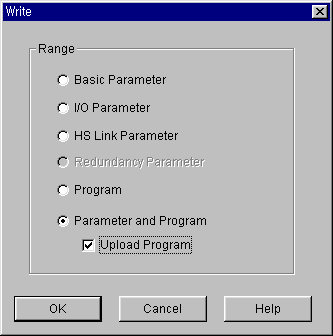 Write
Range
Basic Parameter
I/O Parameter
HS Link Parameter
Redundancy Parameter
Program
Parameter and Program
Upload Program
OK
Cancel
Help